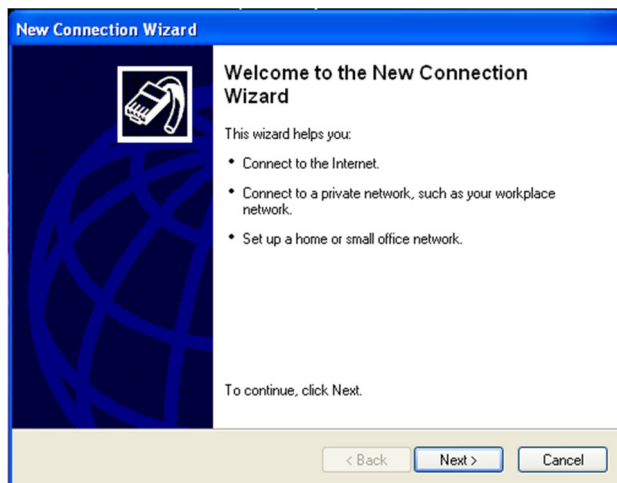 New Connection Wizard
Welcome to the New Connection
Wizard
This wizard helps you:
• Connect to the Internet.
• Connect to a private network, such as your workplace
network.
• Set up a home or small office network.
To continue, click Next.
< Back Next > Cancel